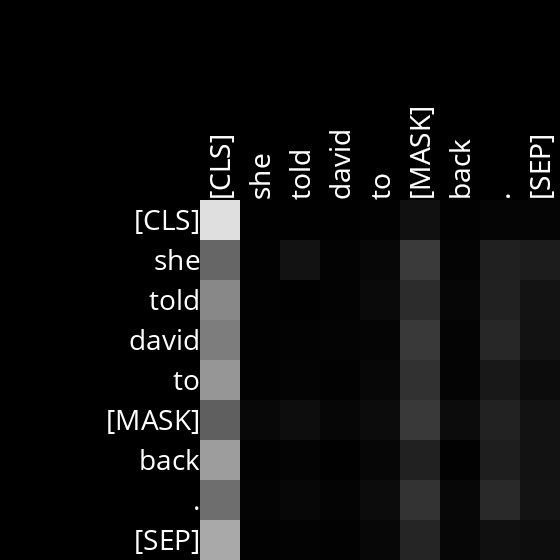 [CLS] she told david to [MASK] back . [SEP]
[CLS]
she
told
david
to
[MASK]
back
.
[SEP]